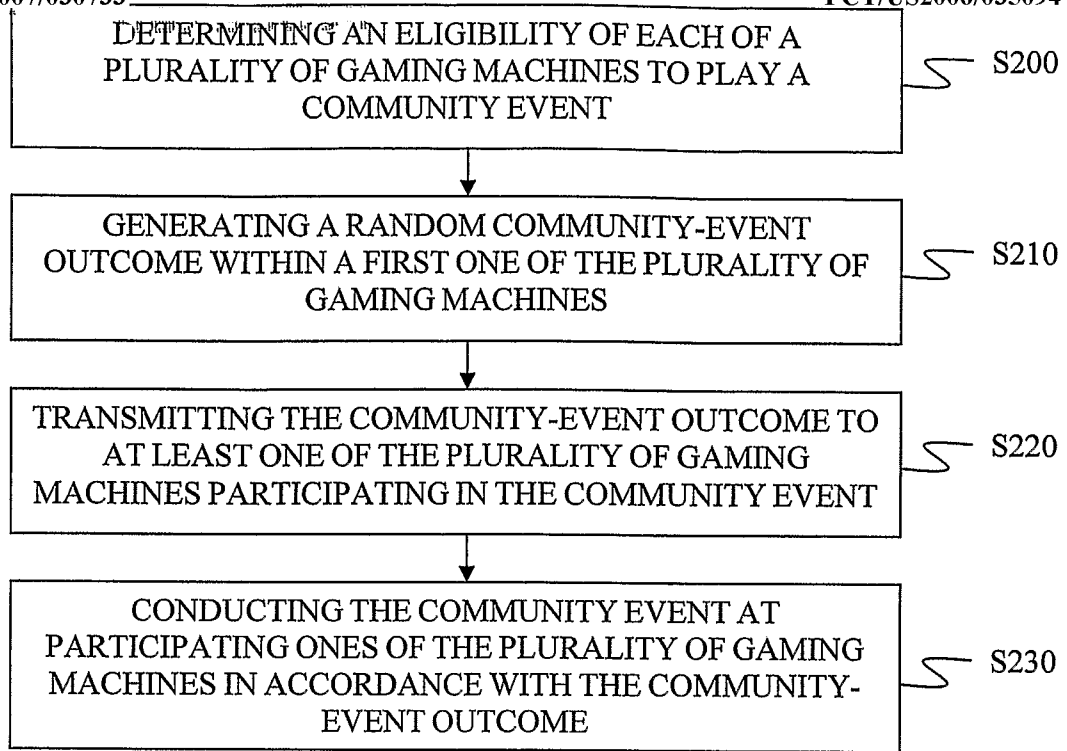 DETERMINING AN ELIGIBILITY OF EACH OF A
PLURALITY OF GAMING MACHINES TO PLAY A
COMMUNITY EVENT
S200
GENERATING A RANDOM COMMUNITY-EVENT
OUTCOME WITHIN A FIRST ONE OF THE PLURALITY OF
GAMING MACHINES
S210
TRANSMITTING THE COMMUNITY-EVENT OUTCOME TO
AT LEAST ONE OF THE PLURALITY OF GAMING
MACHINES PARTICIPATING IN THE COMMUNITY EVENT
S220
CONDUCTING THE COMMUNITY EVENT AT
PARTICIPATING ONES OF THE PLURALITY OF GAMING
MACHINES IN ACCORDANCE WITH THE COMMUNITY-
EVENT OUTCOME
S230